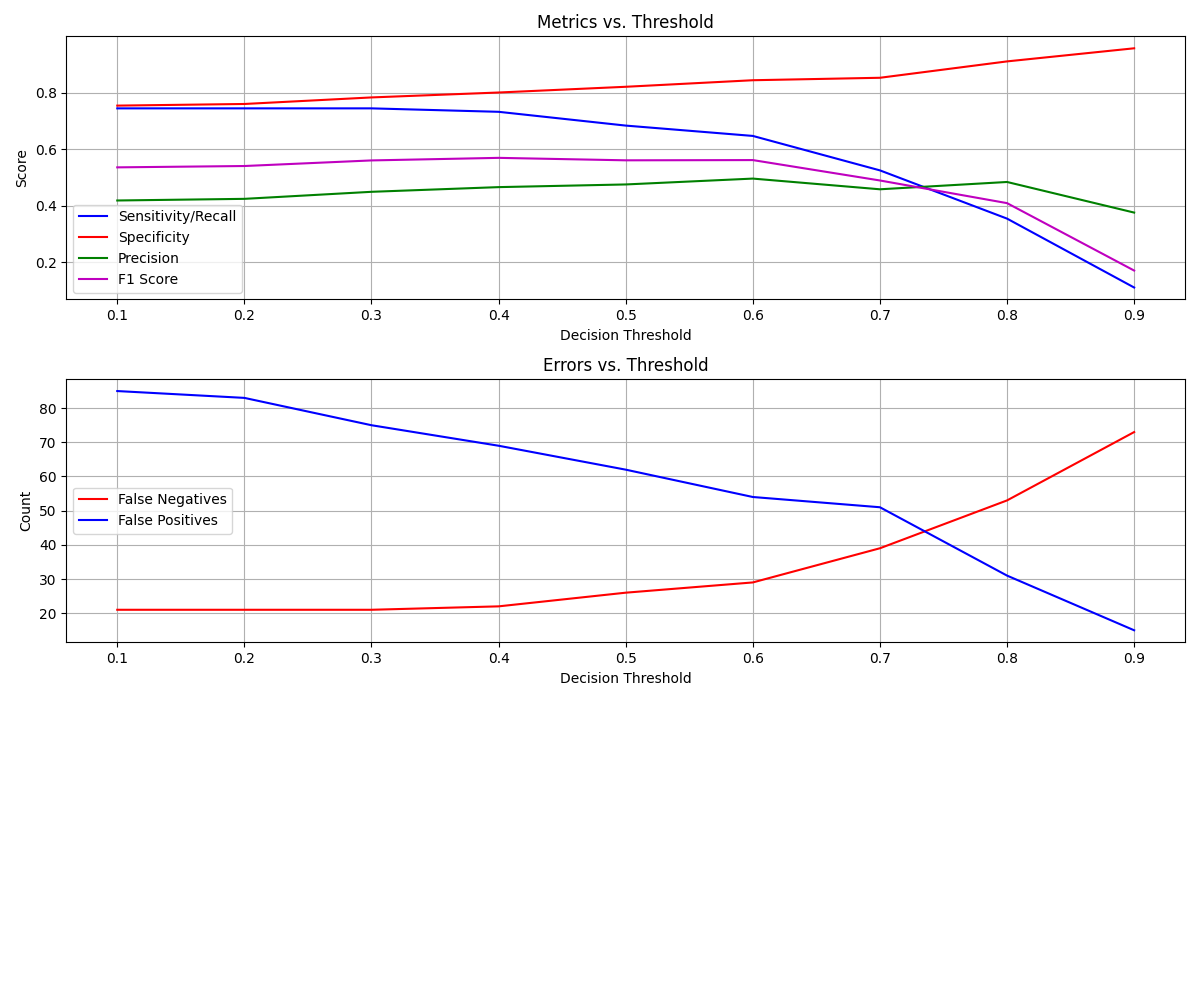 Metrics vs. Threshold
Score
0.8
0.6
0.4
0.2
Sensitivity/Recall
Specificity
Precision
F1 Score
0.1 0.2 0.3 0.4 0.5 0.6 0.7 0.8 0.9
Decision Threshold
Errors vs. Threshold
Count
80
70
60
50
40
30
20
False Negatives
False Positives
0.1 0.2 0.3 0.4 0.5 0.6 0.7 0.8 0.9
Decision Threshold